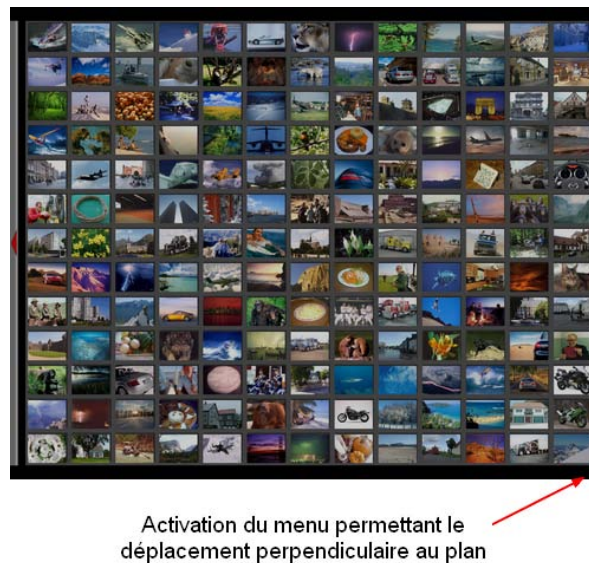 Activation du menu permettant le
déplacement perpendiculaire au plan